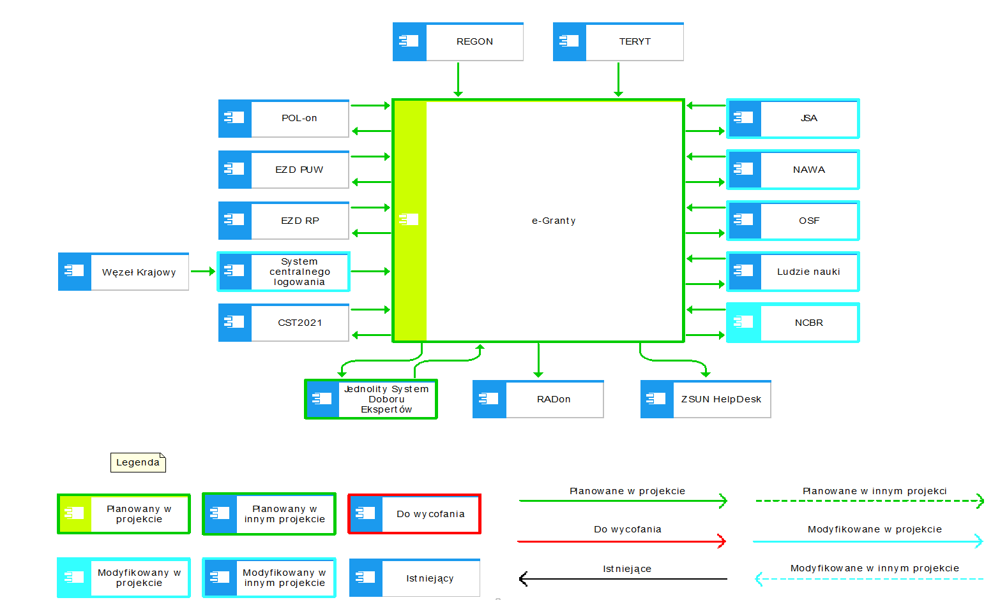 REGON
TERYT
POL-on
JSA
EZD PUW
NAWA
EZD RP
e-Granty
OSF
Węzeł Krajowy
System
centralnego
logowania
Ludzie nauki
CST2021
NCBR
Jednolity System
Doboru
Ekspertów
RADon
ZSUN HelpDesk
Legenda
Planowany w
projekcie
Planowany w
innym projekcie
Do wycofania
Planowane w projekcie
Planowane w innym projekci
Do wycofania
Modyfikowane w projekcie
Modyfikowany w
projekcie
Modyfikowany w
innym projekcie
Istniejący
Istniejące
Modyfikowane w innym projekcie